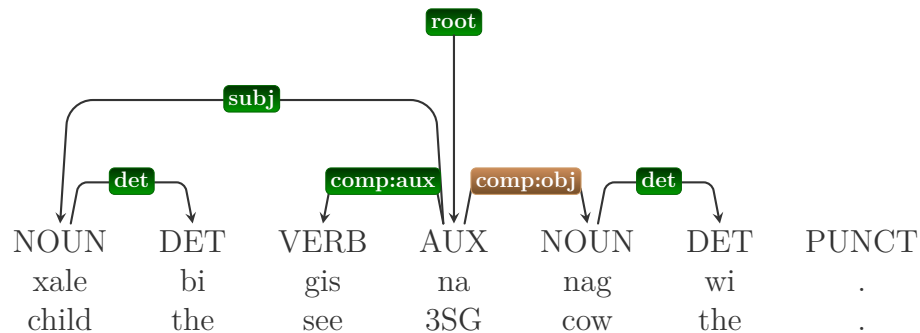 root
subj
det comp:aux comp:obj det
NOUN DET VERB AUX NOUN DET PUNCT
xale bi gis na nag wi .
child the see 3SG cow the .